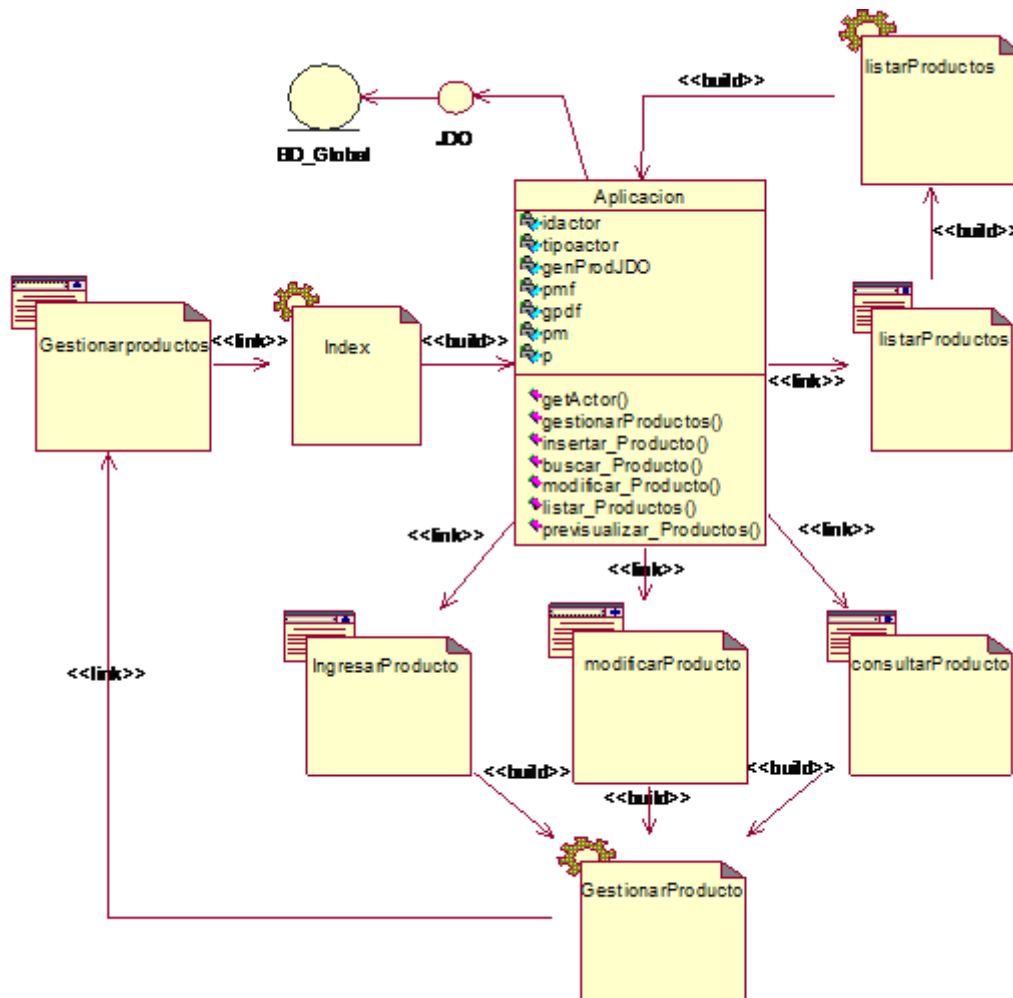 listarProductos
<<build>>
BD_Global
JDO
Aplicacion
idactor
tipoactor
genProdJDO
pmf
gpdf
pm
p
<<build>>
Gestionarproductos
<<link>>
Index
<<build>>
listarProductos
<<link>>
getActor()
gestionarProductos()
insertar_Producto()
buscar_Producto()
modificar_Producto()
listar_Productos()
previsualizar_Productos()
<<link>>
<<link>>
<<link>>
IngresarProducto
modificarProducto
consultarProducto
<<link>>
<<build>>
<<build>>
<<build>>
GestionarProducto